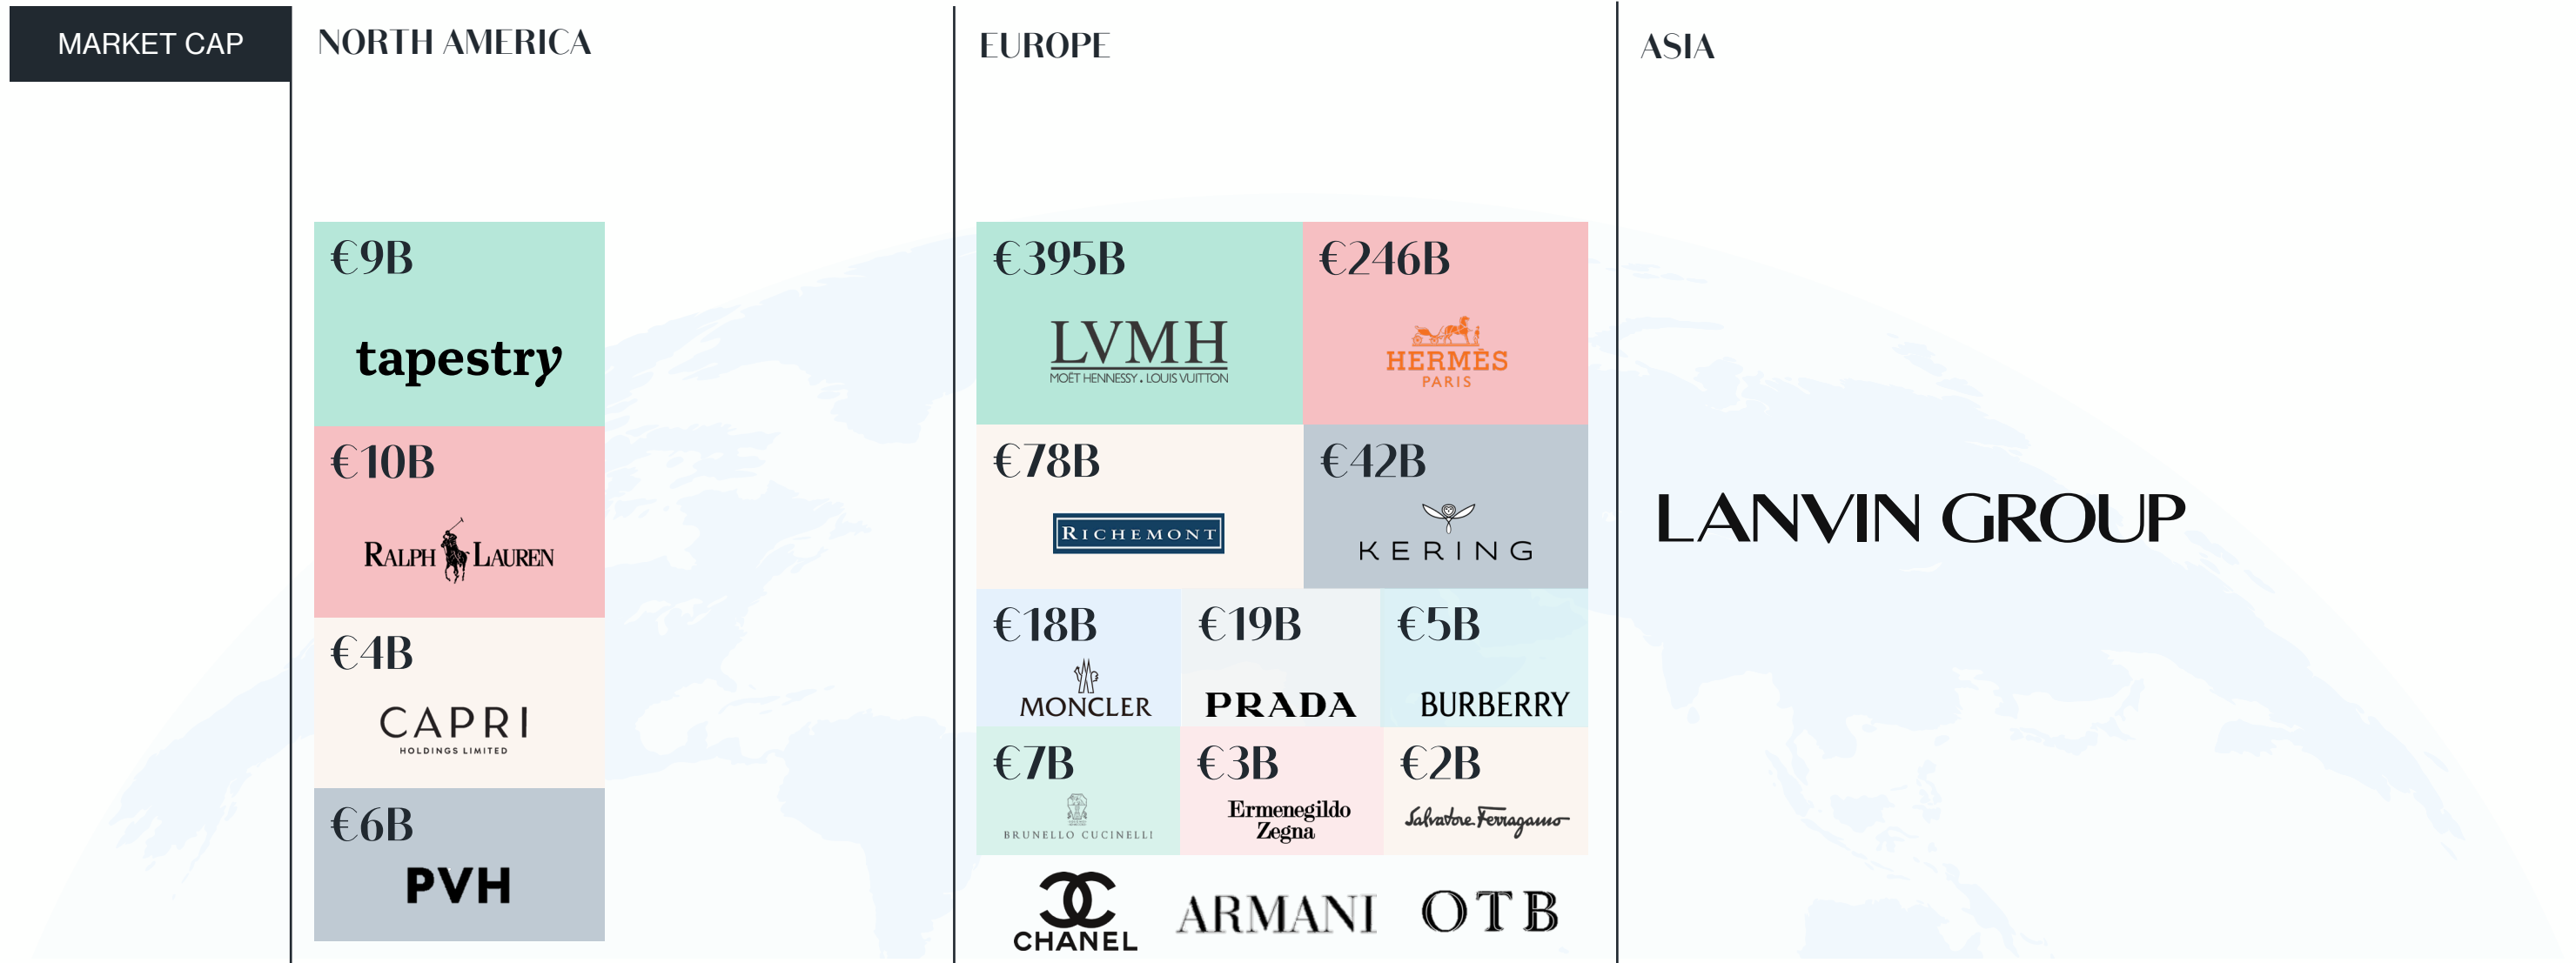 MARKET CAP
NORTH AMERICA
€9B
tapestry
€10B
RALPH LAUREN
€4B
CAPRI
HOLDINGS LIMITED
€6B
PVH
EUROPE
€395B
LVMH
MOËT HENNESSY . LOUIS VUITTON
€246B
HERMÈS
PARIS
€78B
RICHEMONT
€42B
KERING
€18B
MONCLER
€19B
PRADA
€5B
BURBERRY
€7B
BRUNELLO CUCINELLI
€3B
Ermenegildo
Zegna
€2B
Salvatore Ferragamo
CHANEL
ARMANI
OTB
ASIA
LANVIN GROUP